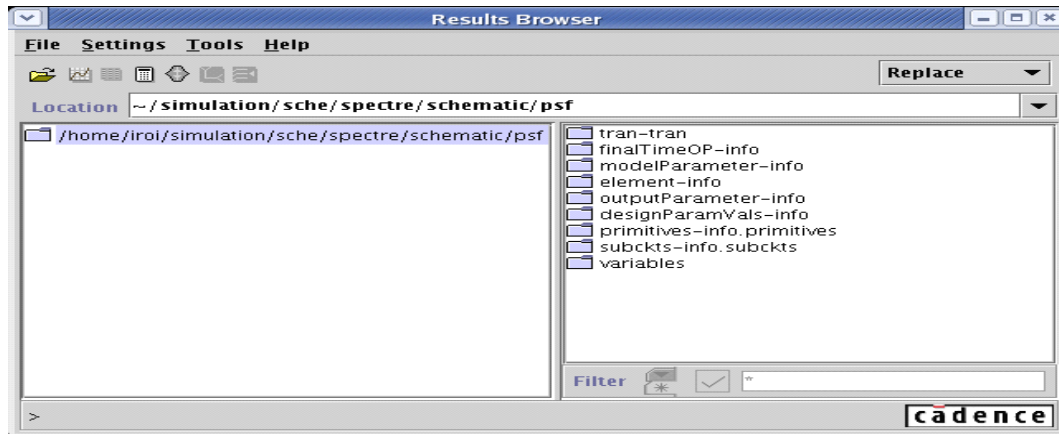 Results Browser
File Settings Tools Help
Replace
Location ~/simulation/sche/spectre/schematic/psf
/home/iroi/simulation/sche/spectre/schematic/psf
tran-tran
finalTimeOP-info
modelParameter-info
element-info
outputParameter-info
designParamVals-info
primitives-info.primitives
subckts-info.subckts
variables
Filter *
>
cādence